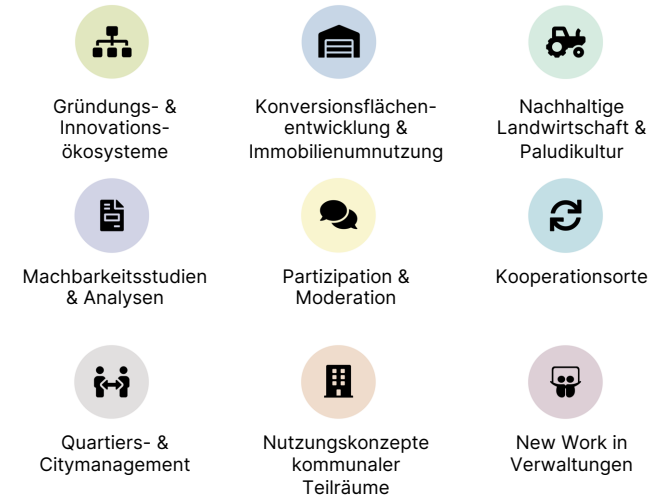 Gründungs- &
Innovations-
ökosysteme
Konversionsflächen-
entwicklung &
Immobilienumnutzung
Nachhaltige
Landwirtschaft &
Paludikultur
Machbarkeitsstudien
& Analysen
Partizipation &
Moderation
Kooperationsorte
Quartiers- &
Citymanagement
Nutzungskonzepte
kommunaler
Teilräume
New Work in
Verwaltungen